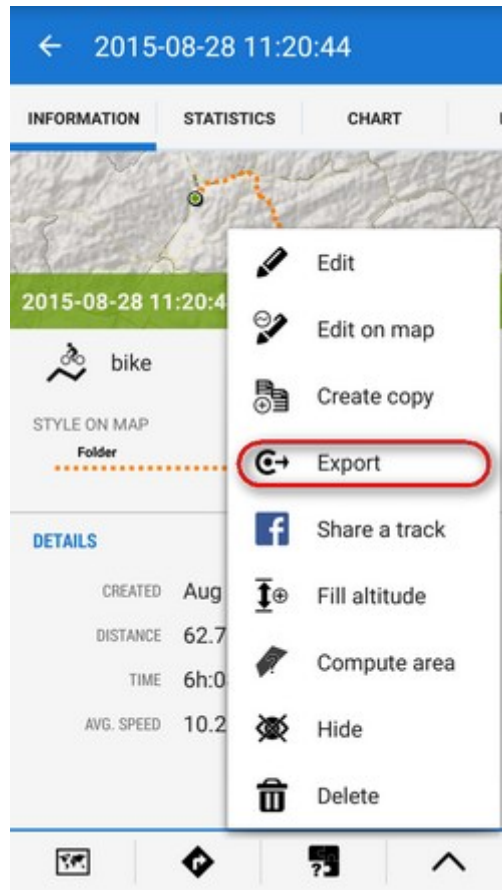 2015-08-28 11:20:44
INFORMATION STATISTICS CHART
2015-08-28 11:20:4
bike
STYLE ON MAP
Folder
DETAILS
CREATED Aug
DISTANCE 62.7
TIME 6h:0
AVG. SPEED 10.2
Edit
Edit on map
Create copy
Export
Share a track
Fill altitude
Compute area
Hide
Delete